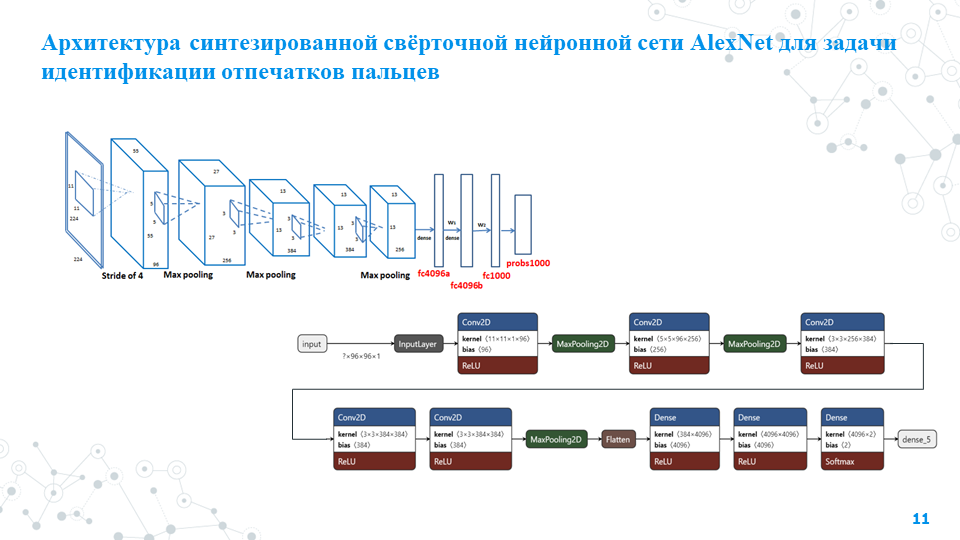 Архитектура синтезированной свёрточной нейронной сети AlexNet для задачи
идентификации отпечатков пальцев
55
27
11
11
224
224
5
5
55
96
3
3
27
256
13
3
3
13
384
13
3
3
13
384
13
13
256
dense
W1
dense
W2
Stride of 4
Max pooling
Max pooling
Max pooling
fc4096a
fc4096b
fc1000
probs1000
input
?×96×96×1
InputLayer
Conv2D
kernel ⟨11×11×1×96⟩
bias ⟨96⟩
ReLU
MaxPooling2D
Conv2D
kernel ⟨5×5×96×256⟩
bias ⟨256⟩
ReLU
MaxPooling2D
Conv2D
kernel ⟨3×3×256×384⟩
bias ⟨384⟩
ReLU
Conv2D
kernel ⟨3×3×384×384⟩
bias ⟨384⟩
ReLU
Conv2D
kernel ⟨3×3×384×384⟩
bias ⟨384⟩
ReLU
MaxPooling2D
Flatten
Dense
kernel ⟨384×4096⟩
bias ⟨4096⟩
ReLU
Dense
kernel ⟨4096×4096⟩
bias ⟨4096⟩
ReLU
Dense
kernel ⟨4096×2⟩
bias ⟨2⟩
Softmax
dense_5
11